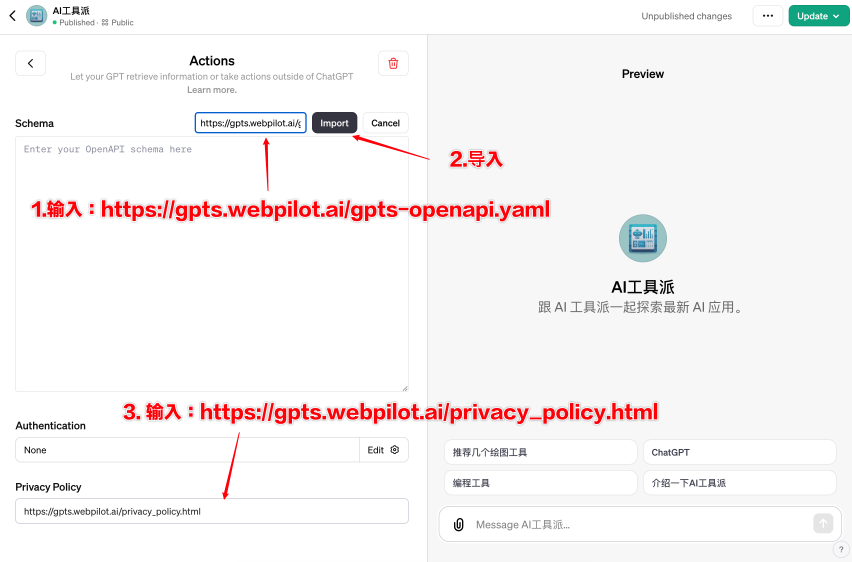 AI工具派
Published · Public
Unpublished changes
Update
Actions
Let your GPT retrieve information or take actions outside of ChatGPT
Learn more.
Preview
Schema
https://gpts.webpilot.ai/g
Import
Cancel
Enter your OpenAPI schema here
2.导入
1.输入：https://gpts.webpilot.ai/gpts-openapi.yaml
AI工具派
跟 AI 工具派一起探索最新 AI 应用。
3. 输入：https://gpts.webpilot.ai/privacy_policy.html
Authentication
None
Edit
Privacy Policy
https://gpts.webpilot.ai/privacy_policy.html
推荐几个绘图工具
ChatGPT
编程工具
介绍一下AI工具派
Message AI工具派...
?